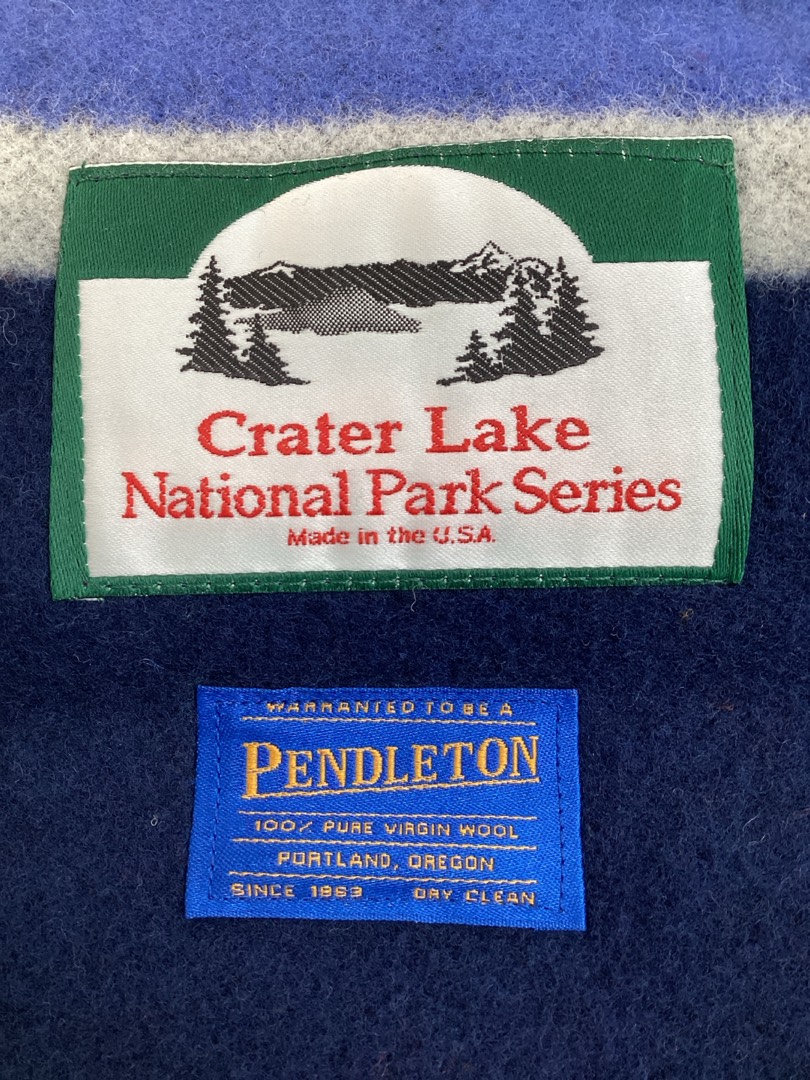 Crater Lake
National Park Series
Made in the U.S.A.
WARRANTED TO BE A
PENDLETON
100% PURE VIRGIN WOOL
PORTLAND, OREGON
SINCE 1863 DRY CLEAN